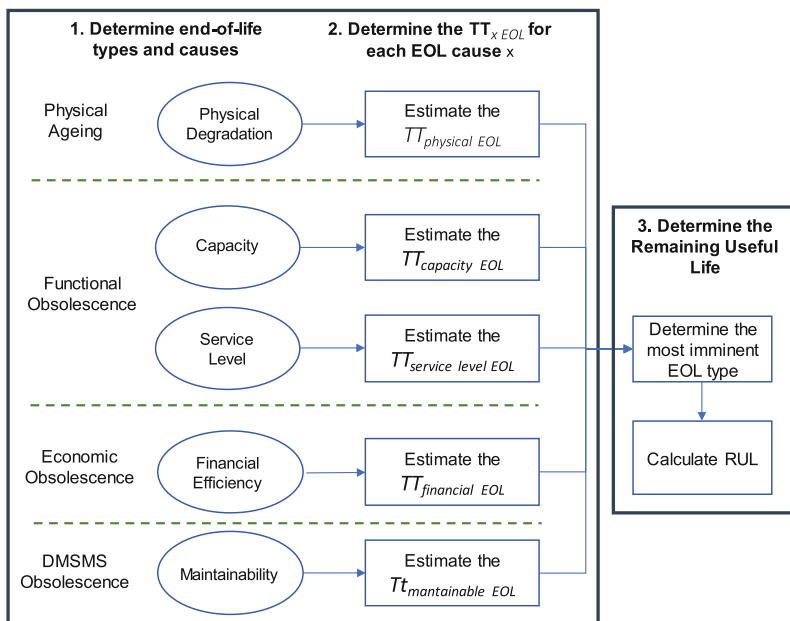 1. Determine end-of-life
types and causes
2. Determine the TTx EOL for
each EOL cause x
Physical
Ageing
Physical
Degradation
Estimate the
TTphysical EOL
Functional
Obsolescence
Capacity
Estimate the
TTcapacity EOL
Service
Level
Estimate the
TTservice level EOL
Economic
Obsolescence
Financial
Efficiency
Estimate the
TTfinancial EOL
DMSMS
Obsolescence
Maintainability
Estimate the
Ttmantainable EOL
3. Determine the
Remaining Useful
Life
Determine the
most imminent
EOL type
Calculate RUL